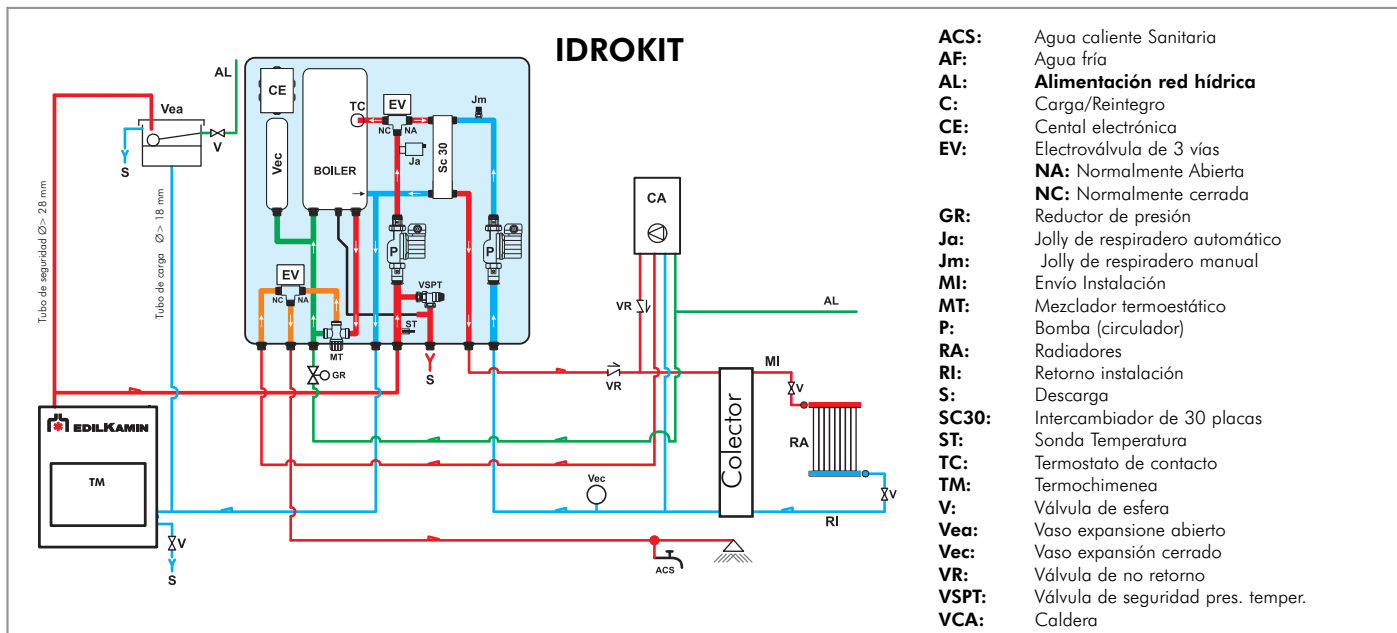 IDROKIT
AL
Vea
V
S
Tubo de seguridad Ø> 28 mm
Tubo de carga Ø> 18 mm
CE
Vec
BOILER
TC
EV
NC
NA
Ja
Sc 30
Jm
P
P
EV
NC
NA
MT
VSPT
ST
S
GR
CA
VR
AL
VR
MI
V
RA
Colector
Vec
RI
V
EDILKAMIN
TM
V
S
ACS
ACS: Agua caliente Sanitaria
AF: Agua fría
AL: Alimentación red hídrica
C: Carga/Reintegro
CE: Cental electrónica
EV: Electroválvula de 3 vías
NA: Normalmente Abierta
NC: Normalmente cerrada
GR: Reductor de presión
Ja: Jolly de respiradero automático
Jm: Jolly de respiradero manual
MI: Envío Instalación
MT: Mezclador termoestático
P: Bomba (circulador)
RA: Radiadores
RI: Retorno instalación
S: Descarga
SC30: Intercambiador de 30 placas
ST: Sonda Temperatura
TC: Termostato de contacto
TM: Termochimenea
V: Válvula de esfera
Vea: Vaso expansione abierto
Vec: Vaso expansión cerrado
VR: Válvula de no retorno
VSPT: Válvula de seguridad pres. temper.
VCA: Caldera